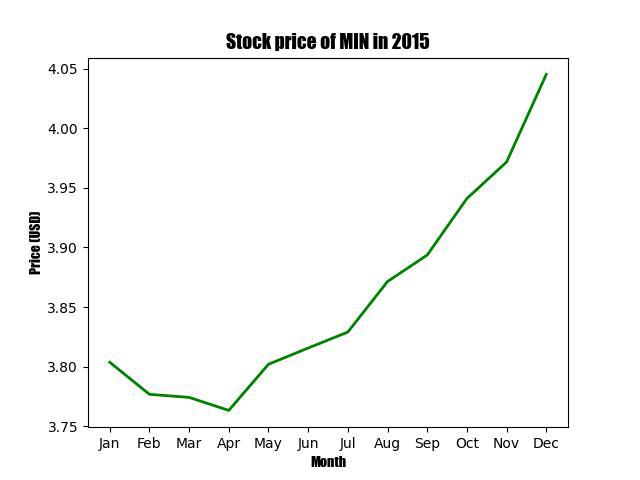 Stock price of MIN in 2015
Price (USD)
4.05
4.00
3.95
3.90
3.85
3.80
3.75
Jan Feb Mar Apr May Jun Jul Aug Sep Oct Nov Dec
Month